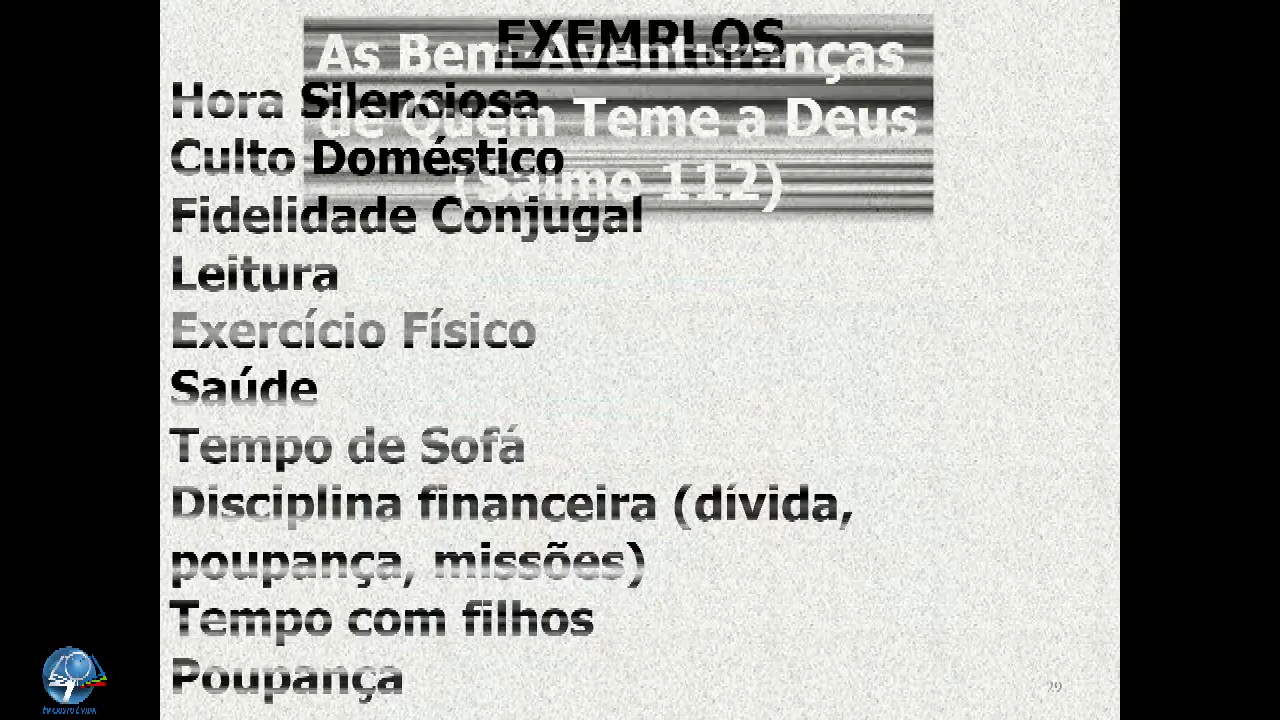 EXEMPLOS
As Bem-Aventuranças
de Quem Teme a Deus
(Salmo 112)
Hora Silenciosa
Culto Doméstico
Fidelidade Conjugal
Leitura
Exercício Físico
Saúde
Tempo de Sofá
Disciplina financeira (dívida,
poupança, missões)
Tempo com filhos
Poupança
29